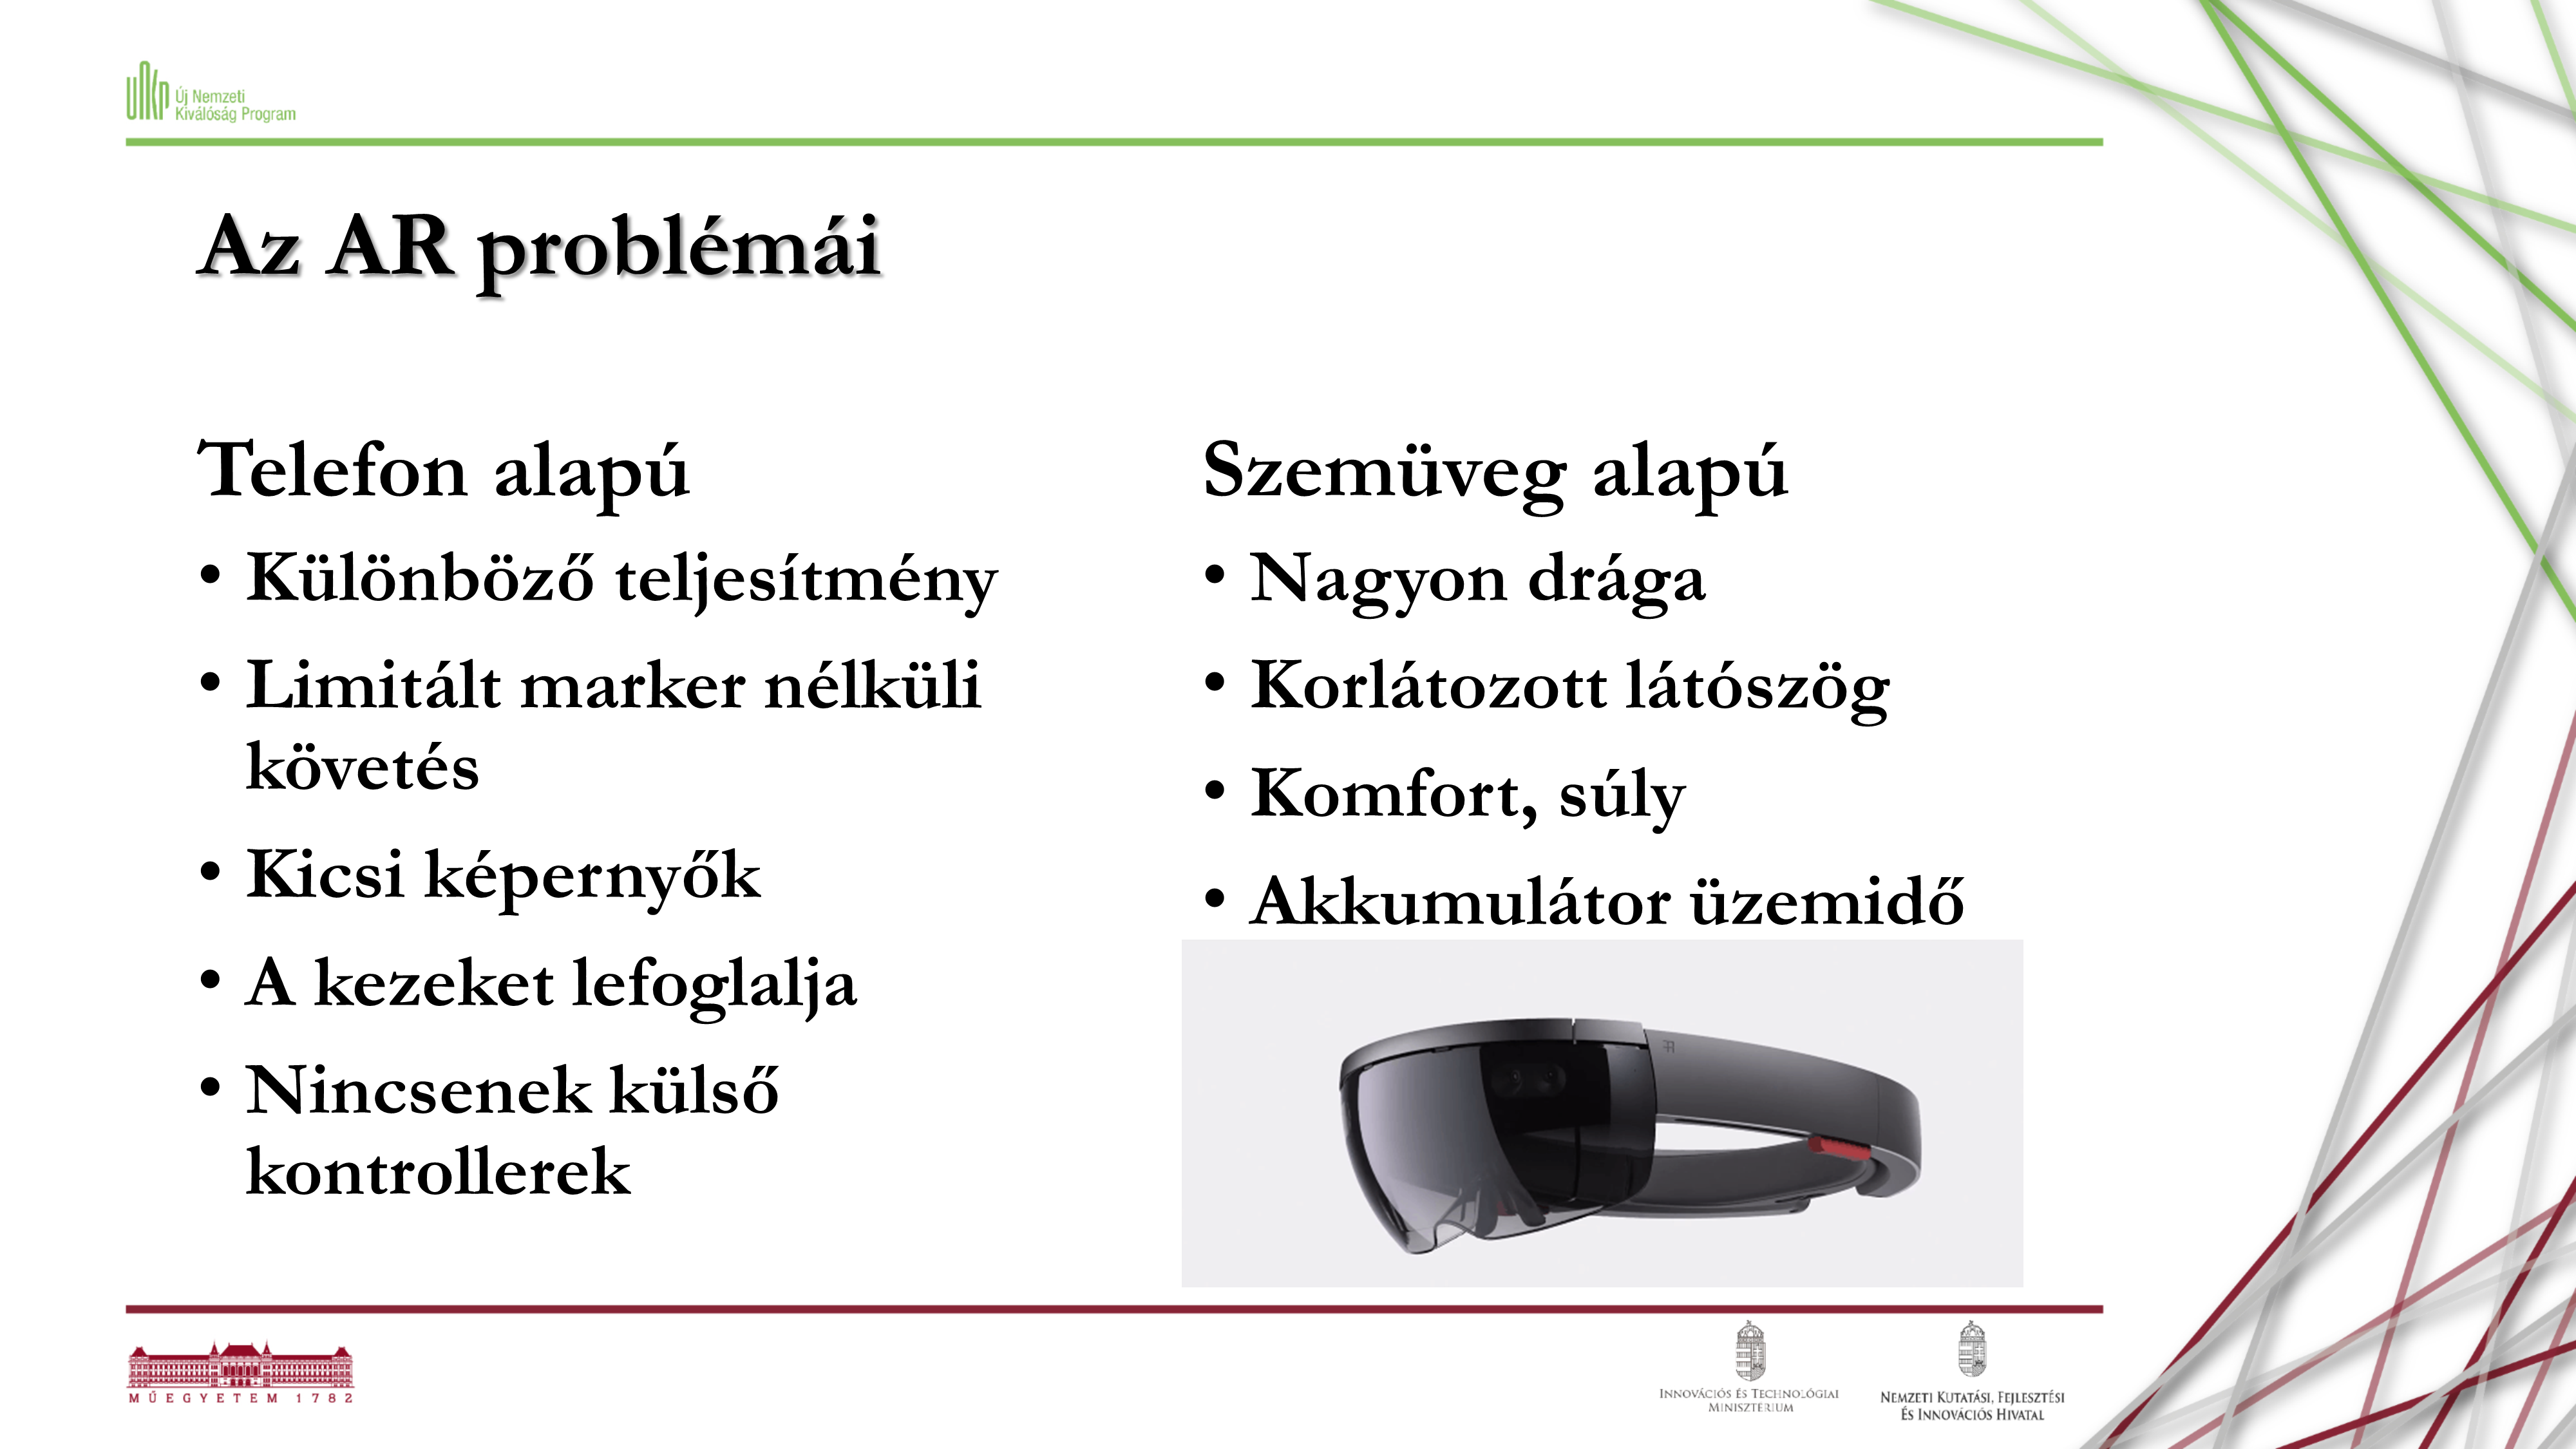 Új Nemzeti
Kiválóság Program
Az AR problémái
Telefon alapú
• Különböző teljesítmény
• Limitált marker nélküli
követés
• Kicsi képernyők
• A kezeket lefoglalja
• Nincsenek külső
kontrollerek
Szemüveg alapú
• Nagyon drága
• Korlátozott látószög
• Komfort, súly
• Akkumulátor üzemidő
MŰEGYETEM 1782
INNOVÁCIÓS ÉS TECHNOLÓGIAI
MINISZTÉRIUM
NEMZETI KUTATÁSI, FEJLESZTÉSI
ÉS INNOVÁCIÓS HIVATAL